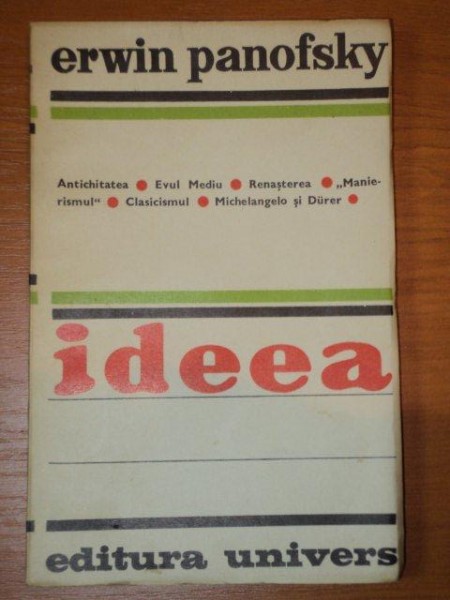 erwin panofsky
Antichitatea ● Evul Mediu ● Renașterea ● „Manie-
rismul“ ● Clasicismul ● Michelangelo și Dürer ●
ideea
editura univers